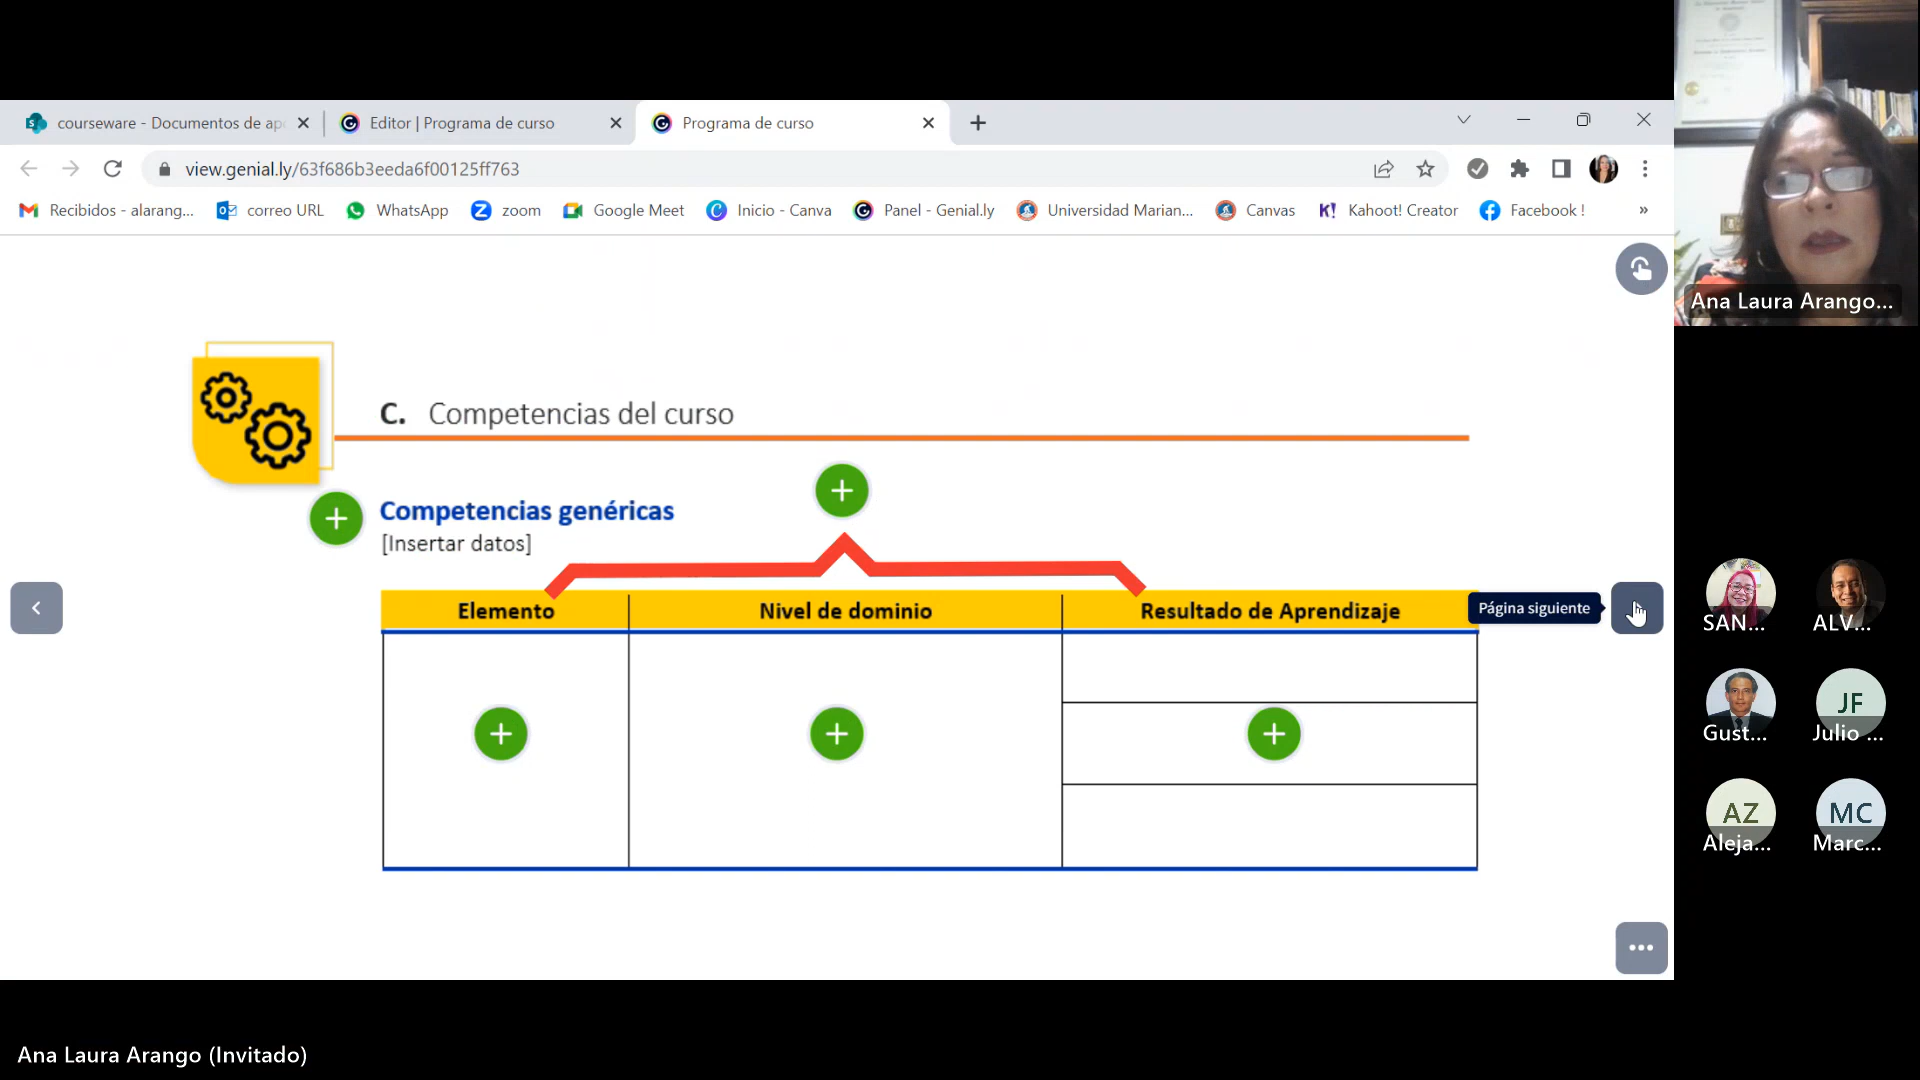 courseware - Documentos de ap
Editor | Programa de curso
Programa de curso
view.genial.ly/63f686b3eeda6f00125ff763
Recibidos - alarang...
correo URL
WhatsApp
zoom
Google Meet
Inicio - Canva
Panel - Genial.ly
Universidad Marian...
Canvas
K! Kahoot! Creator
Facebook !
»
Ana Laura Arango...
C. Competencias del curso
Competencias genéricas
[Insertar datos]
Elemento
Nivel de dominio
Resultado de Aprendizaje
Página siguiente
SAN...
ALV...
Gust...
JF
Julio ...
AZ
Aleja...
MC
Marc...
Ana Laura Arango (Invitado)